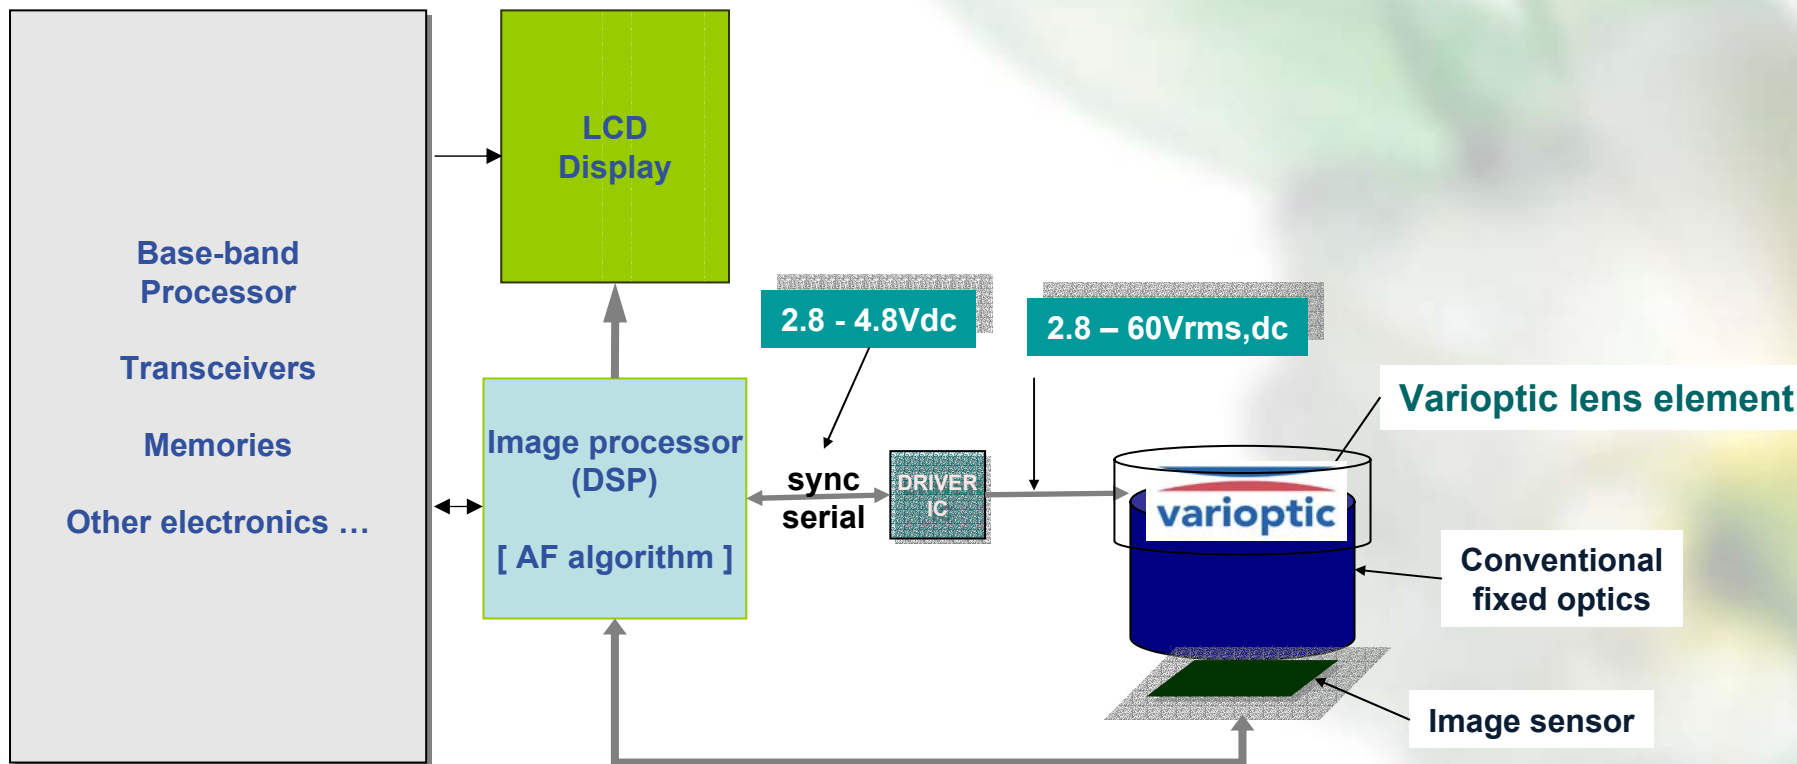 Base-band
Processor
Transceivers
Memories
Other electronics …
LCD
Display
Image processor
(DSP)
[ AF algorithm ]
2.8 - 4.8Vdc
sync
serial
DRIVER
IC
2.8 – 60Vrms,dc
Varioptic lens element
varioptic
Conventional
fixed optics
Image sensor